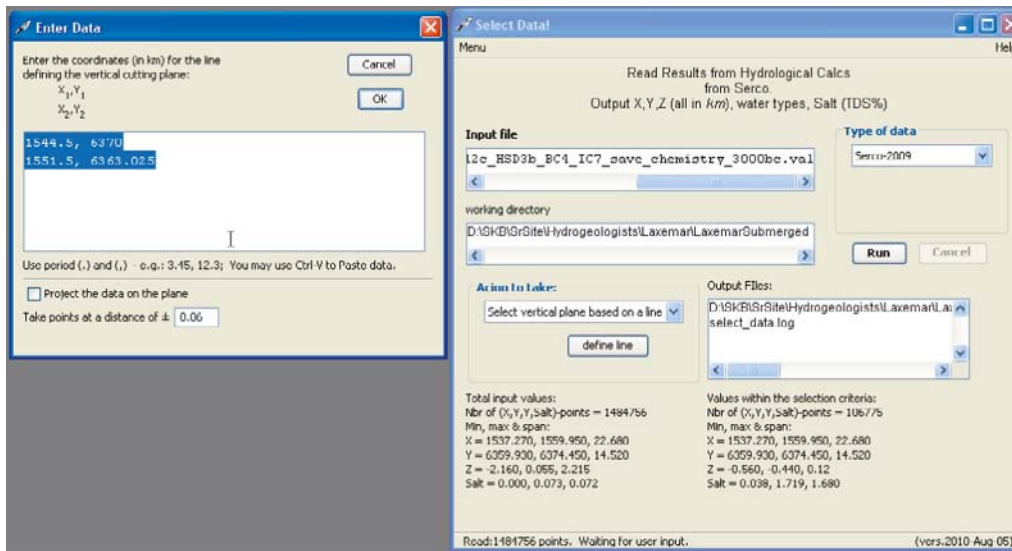 Enter Data
Enter the coordinates (in km) for the line
defining the vertical cutting plane:
X1,Y1
X2,Y2
Cancel
OK
1544.5, 6370
1551.5, 6363.025
Use period (.) and (,) - e.g.: 3.45, 12.3; You may use Ctrl-V to Paste data.
Project the data on the plane
Take points at a distance of ± 0.06
Select Data!
Menu
Hel
Read Results from Hydrological Calcs
from Serco.
Output X,Y,Z (all in km), water types, Salt (TDS%)
Input file
l2c_HSD3b_BC4_IC7_save_chemistry_3000bc.val
Type of data
Serco-2009
working directory
D:\SKB\SrSite\Hydrogeologists\Laxemar\LaxemarSubmerged
Run
Cancel
Acion to take:
Select vertical plane based on a line
define line
Output FIles:
D:\SKB\SrSite\Hydrogeologists\Laxemar\La
select_data.log
Total input values:
Nbr of (X,Y,Y,Salt)-points = 1484756
Min, max & span:
X = 1537.270, 1559.950, 22.680
Y = 6359.930, 6374.450, 14.520
Z = -2.160, 0.055, 2.215
Salt = 0.000, 0.073, 0.072
Values within the selection criteria:
Nbr of (X,Y,Y,Salt)-points = 106775
Min, max & span:
X = 1537.270, 1559.950, 22.680
Y = 6359.930, 6374.450, 14.520
Z = -0.560, -0.440, 0.12
Salt = 0.038, 1.719, 1.680
Read:1484756 points. Waiting for user input.
(vers.2010-Aug-05)